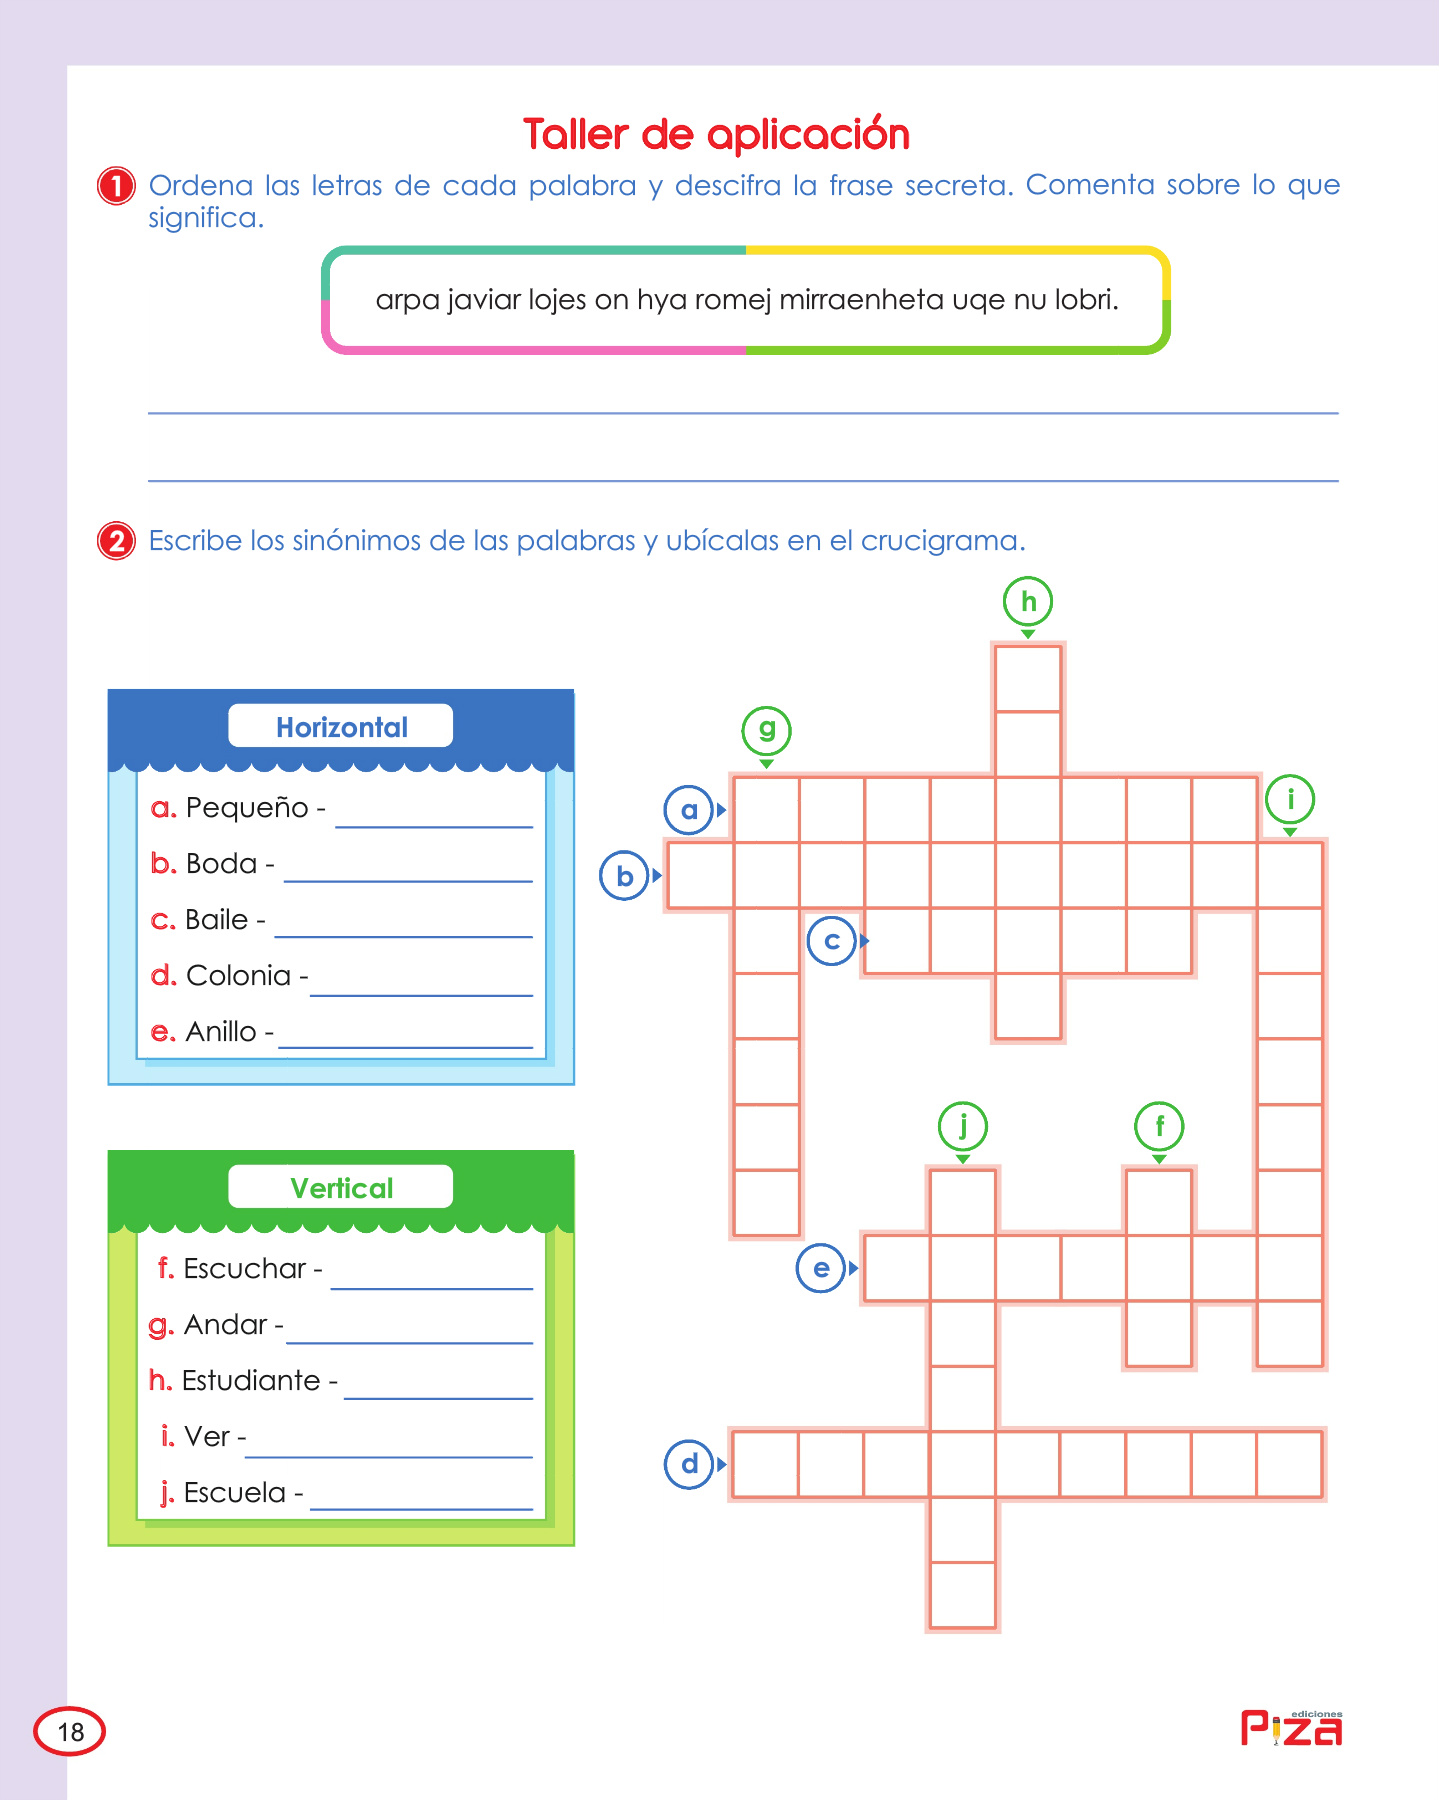 Taller de aplicación
1 Ordena las letras de cada palabra y descifra la frase secreta. Comenta sobre lo que
significa.
arpa javiar lojes on hya romej mirraenheta uqe nu lobri.
2 Escribe los sinónimos de las palabras y ubícalas en el crucigrama.
h
g
a
i
b
c
j
f
e
d
Horizontal
a. Pequeño -
b. Boda -
c. Baile -
d. Colonia -
e. Anillo -
Vertical
f. Escuchar -
g. Andar -
h. Estudiante -
i. Ver -
j. Escuela -
18
ediciones
Piza